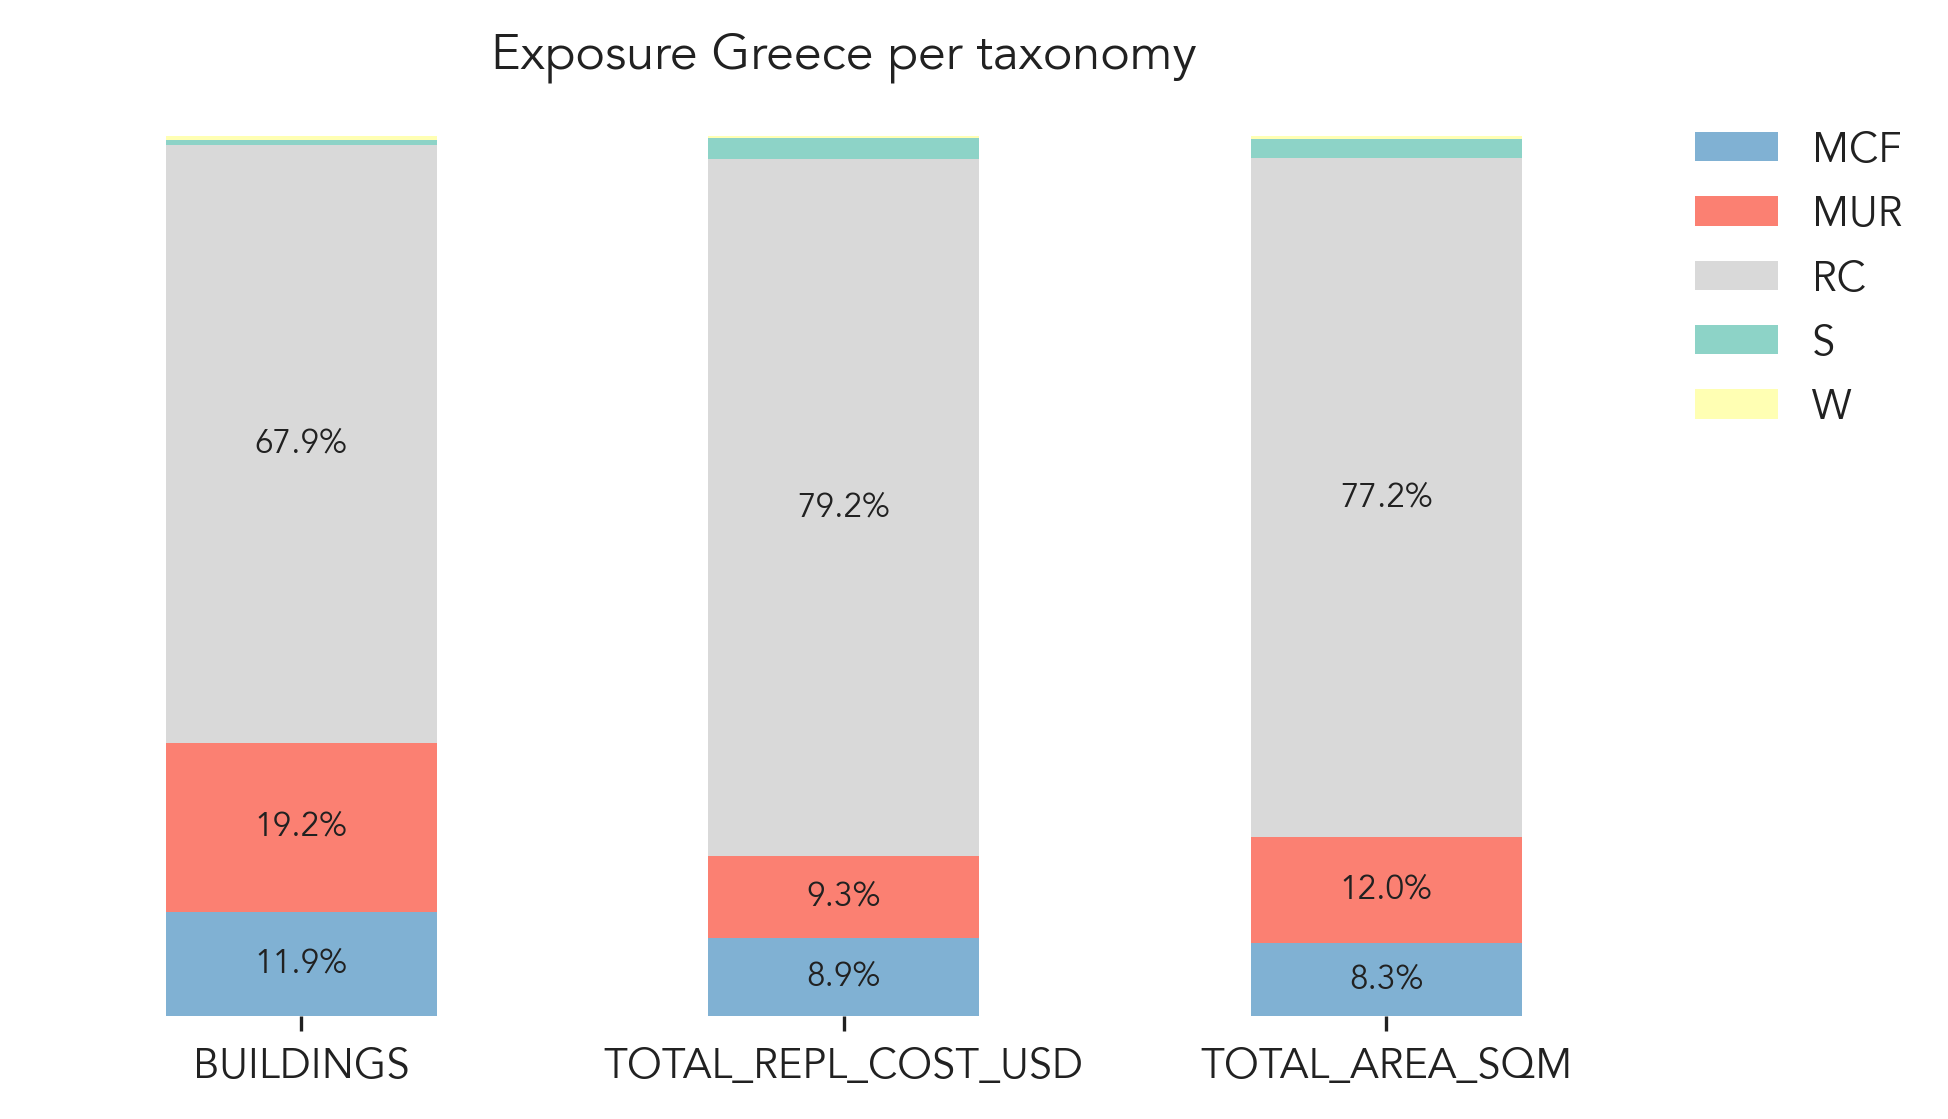 Exposure Greece per taxonomy
MCF
MUR
RC
S
W
67.9%
79.2%
77.2%
19.2%
9.3%
12.0%
11.9%
8.9%
8.3%
BUILDINGS
TOTAL_REPL_COST_USD
TOTAL_AREA_SQM